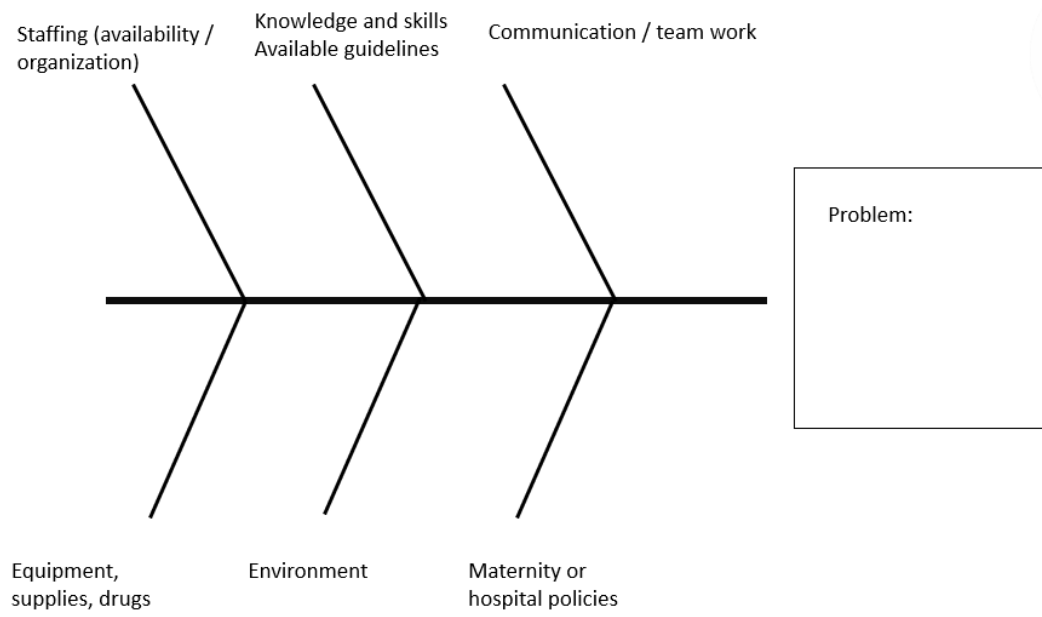 Staffing (availability /
organization)
Knowledge and skills
Available guidelines
Communication / team work
Problem:
Equipment,
supplies, drugs
Environment
Maternity or
hospital policies